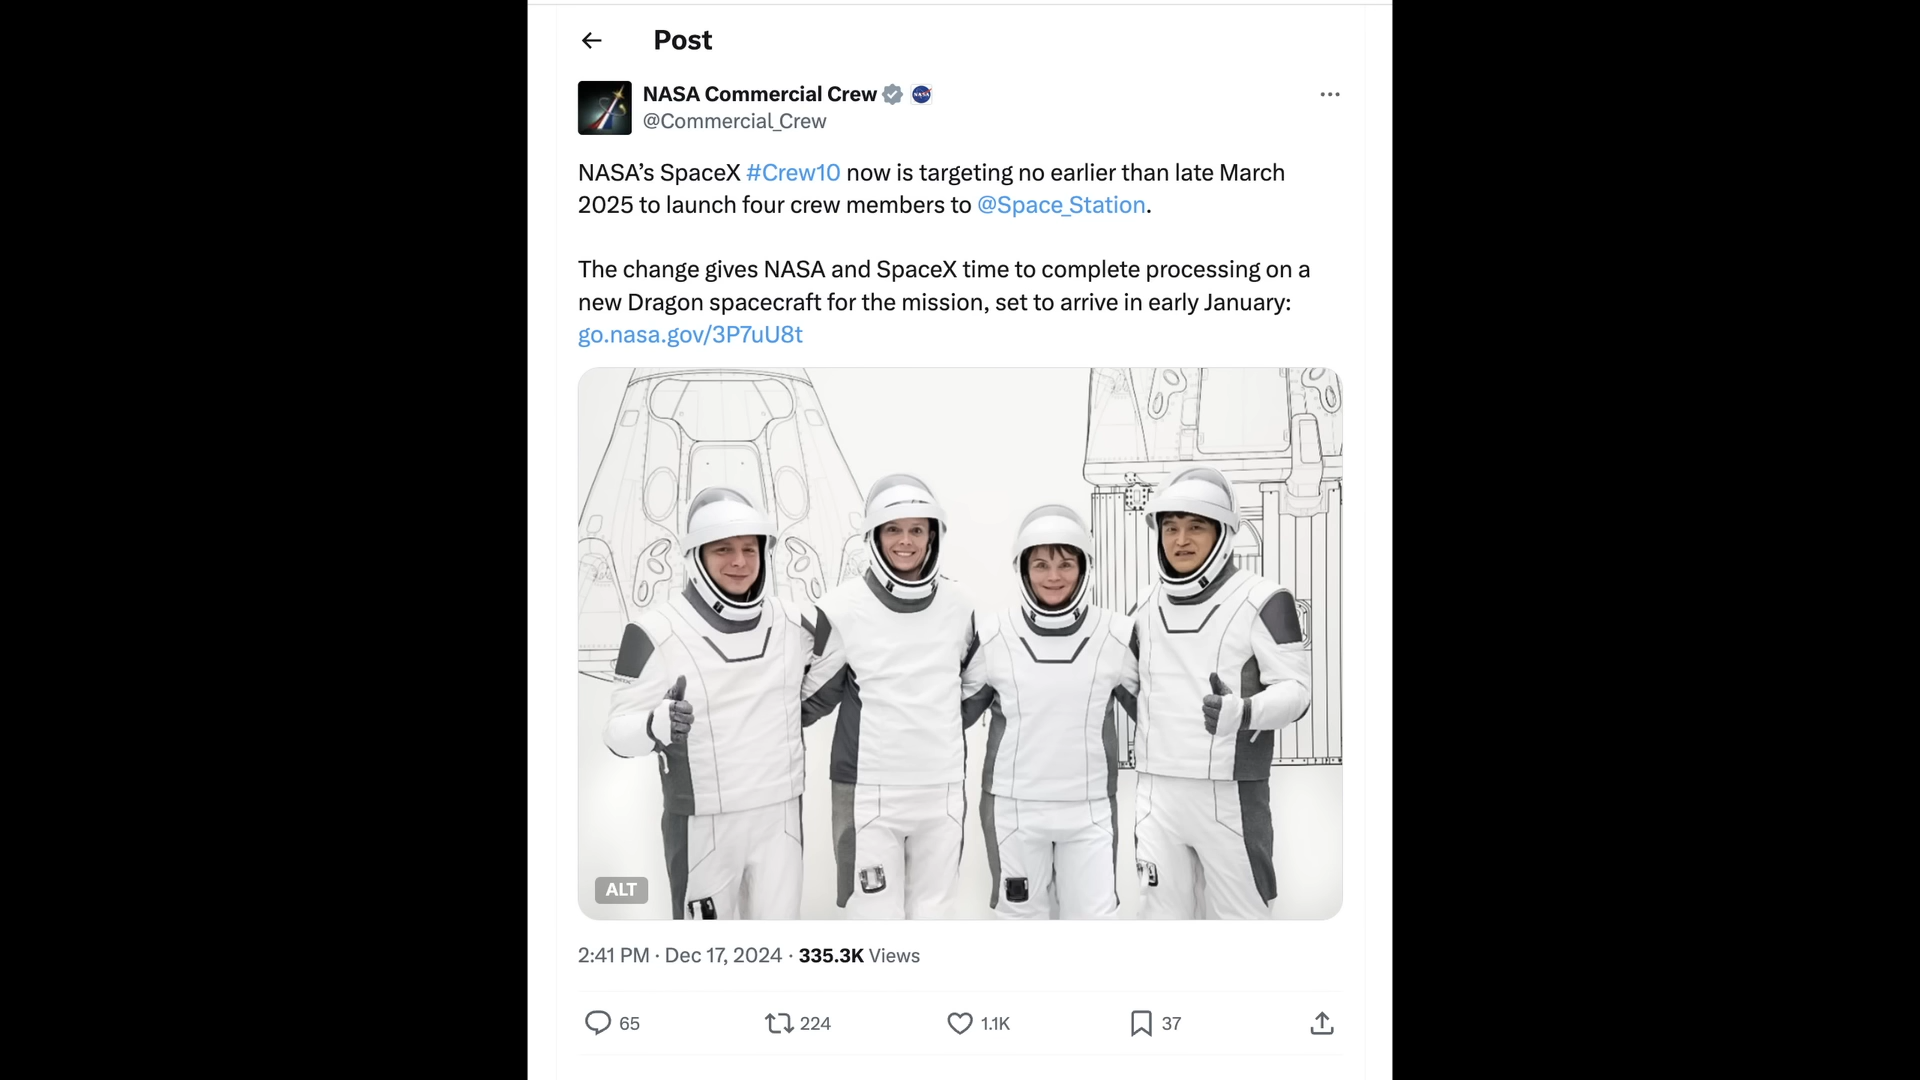 Post
NASA Commercial Crew
@Commercial_Crew
NASA’s SpaceX #Crew10 now is targeting no earlier than late March
2025 to launch four crew members to @Space_Station.
The change gives NASA and SpaceX time to complete processing on a
new Dragon spacecraft for the mission, set to arrive in early January:
go.nasa.gov/3P7uU8t
ALT
2:41 PM · Dec 17, 2024 · 335.3K Views
65 224 1.1K 37